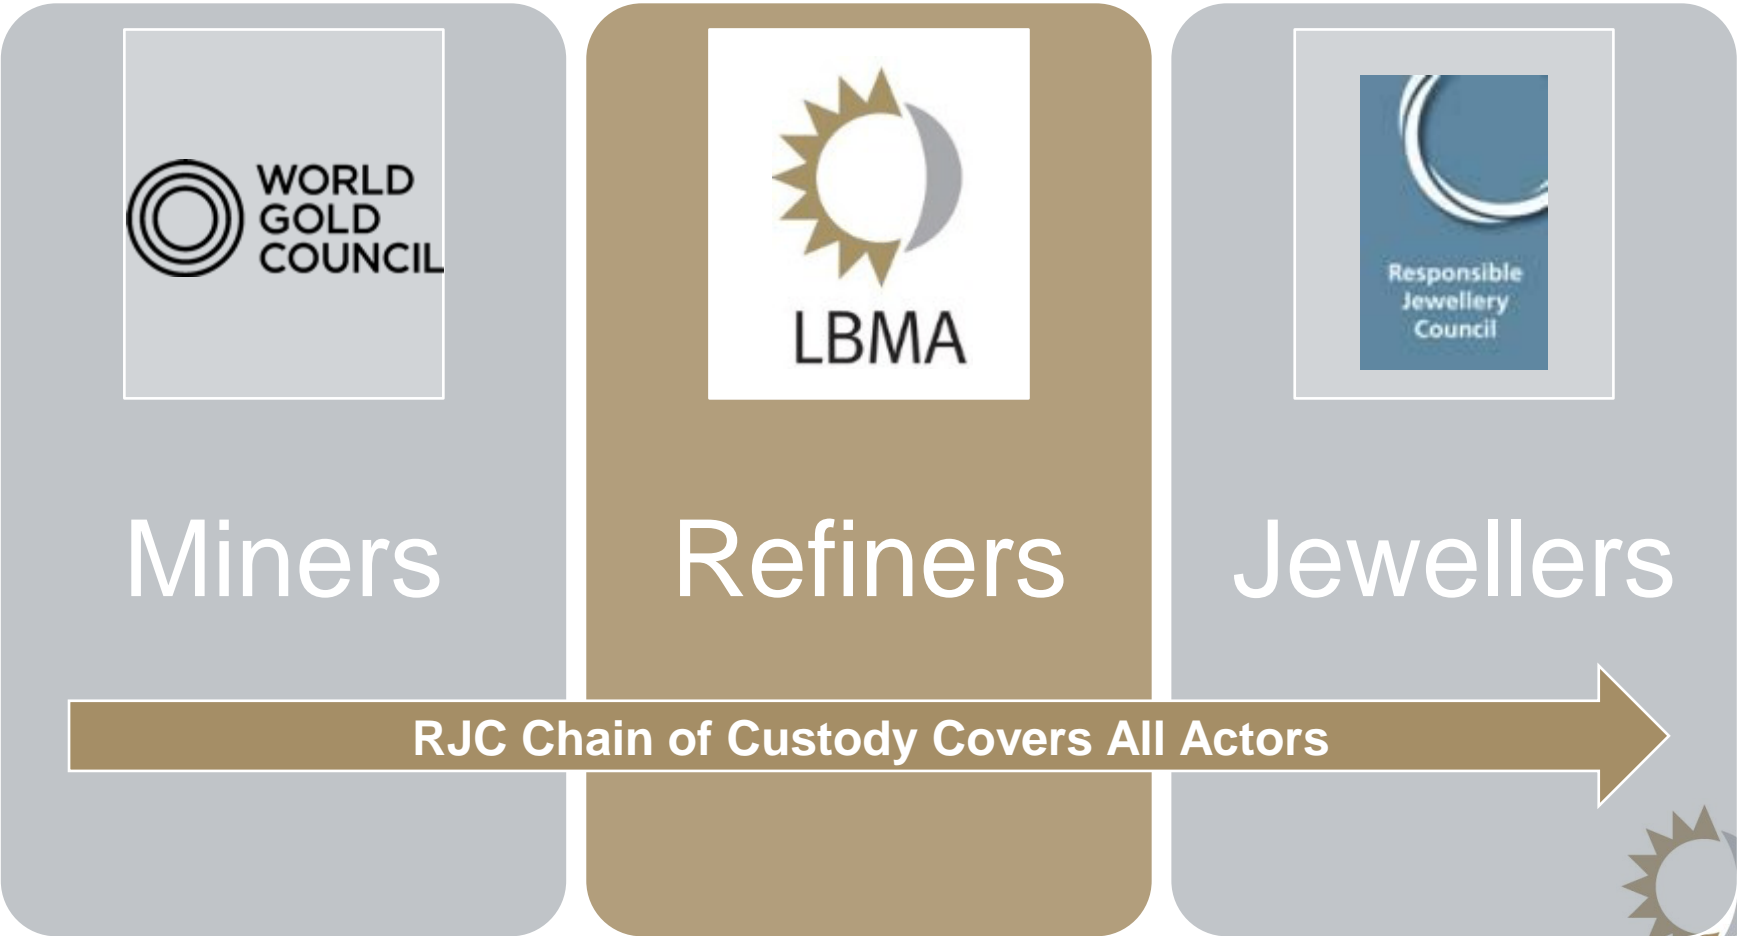 WORLD
GOLD
COUNCIL
LBMA
Responsible
Jewellery
Council
Miners
Refiners
Jewellers
RJC Chain of Custody Covers All Actors